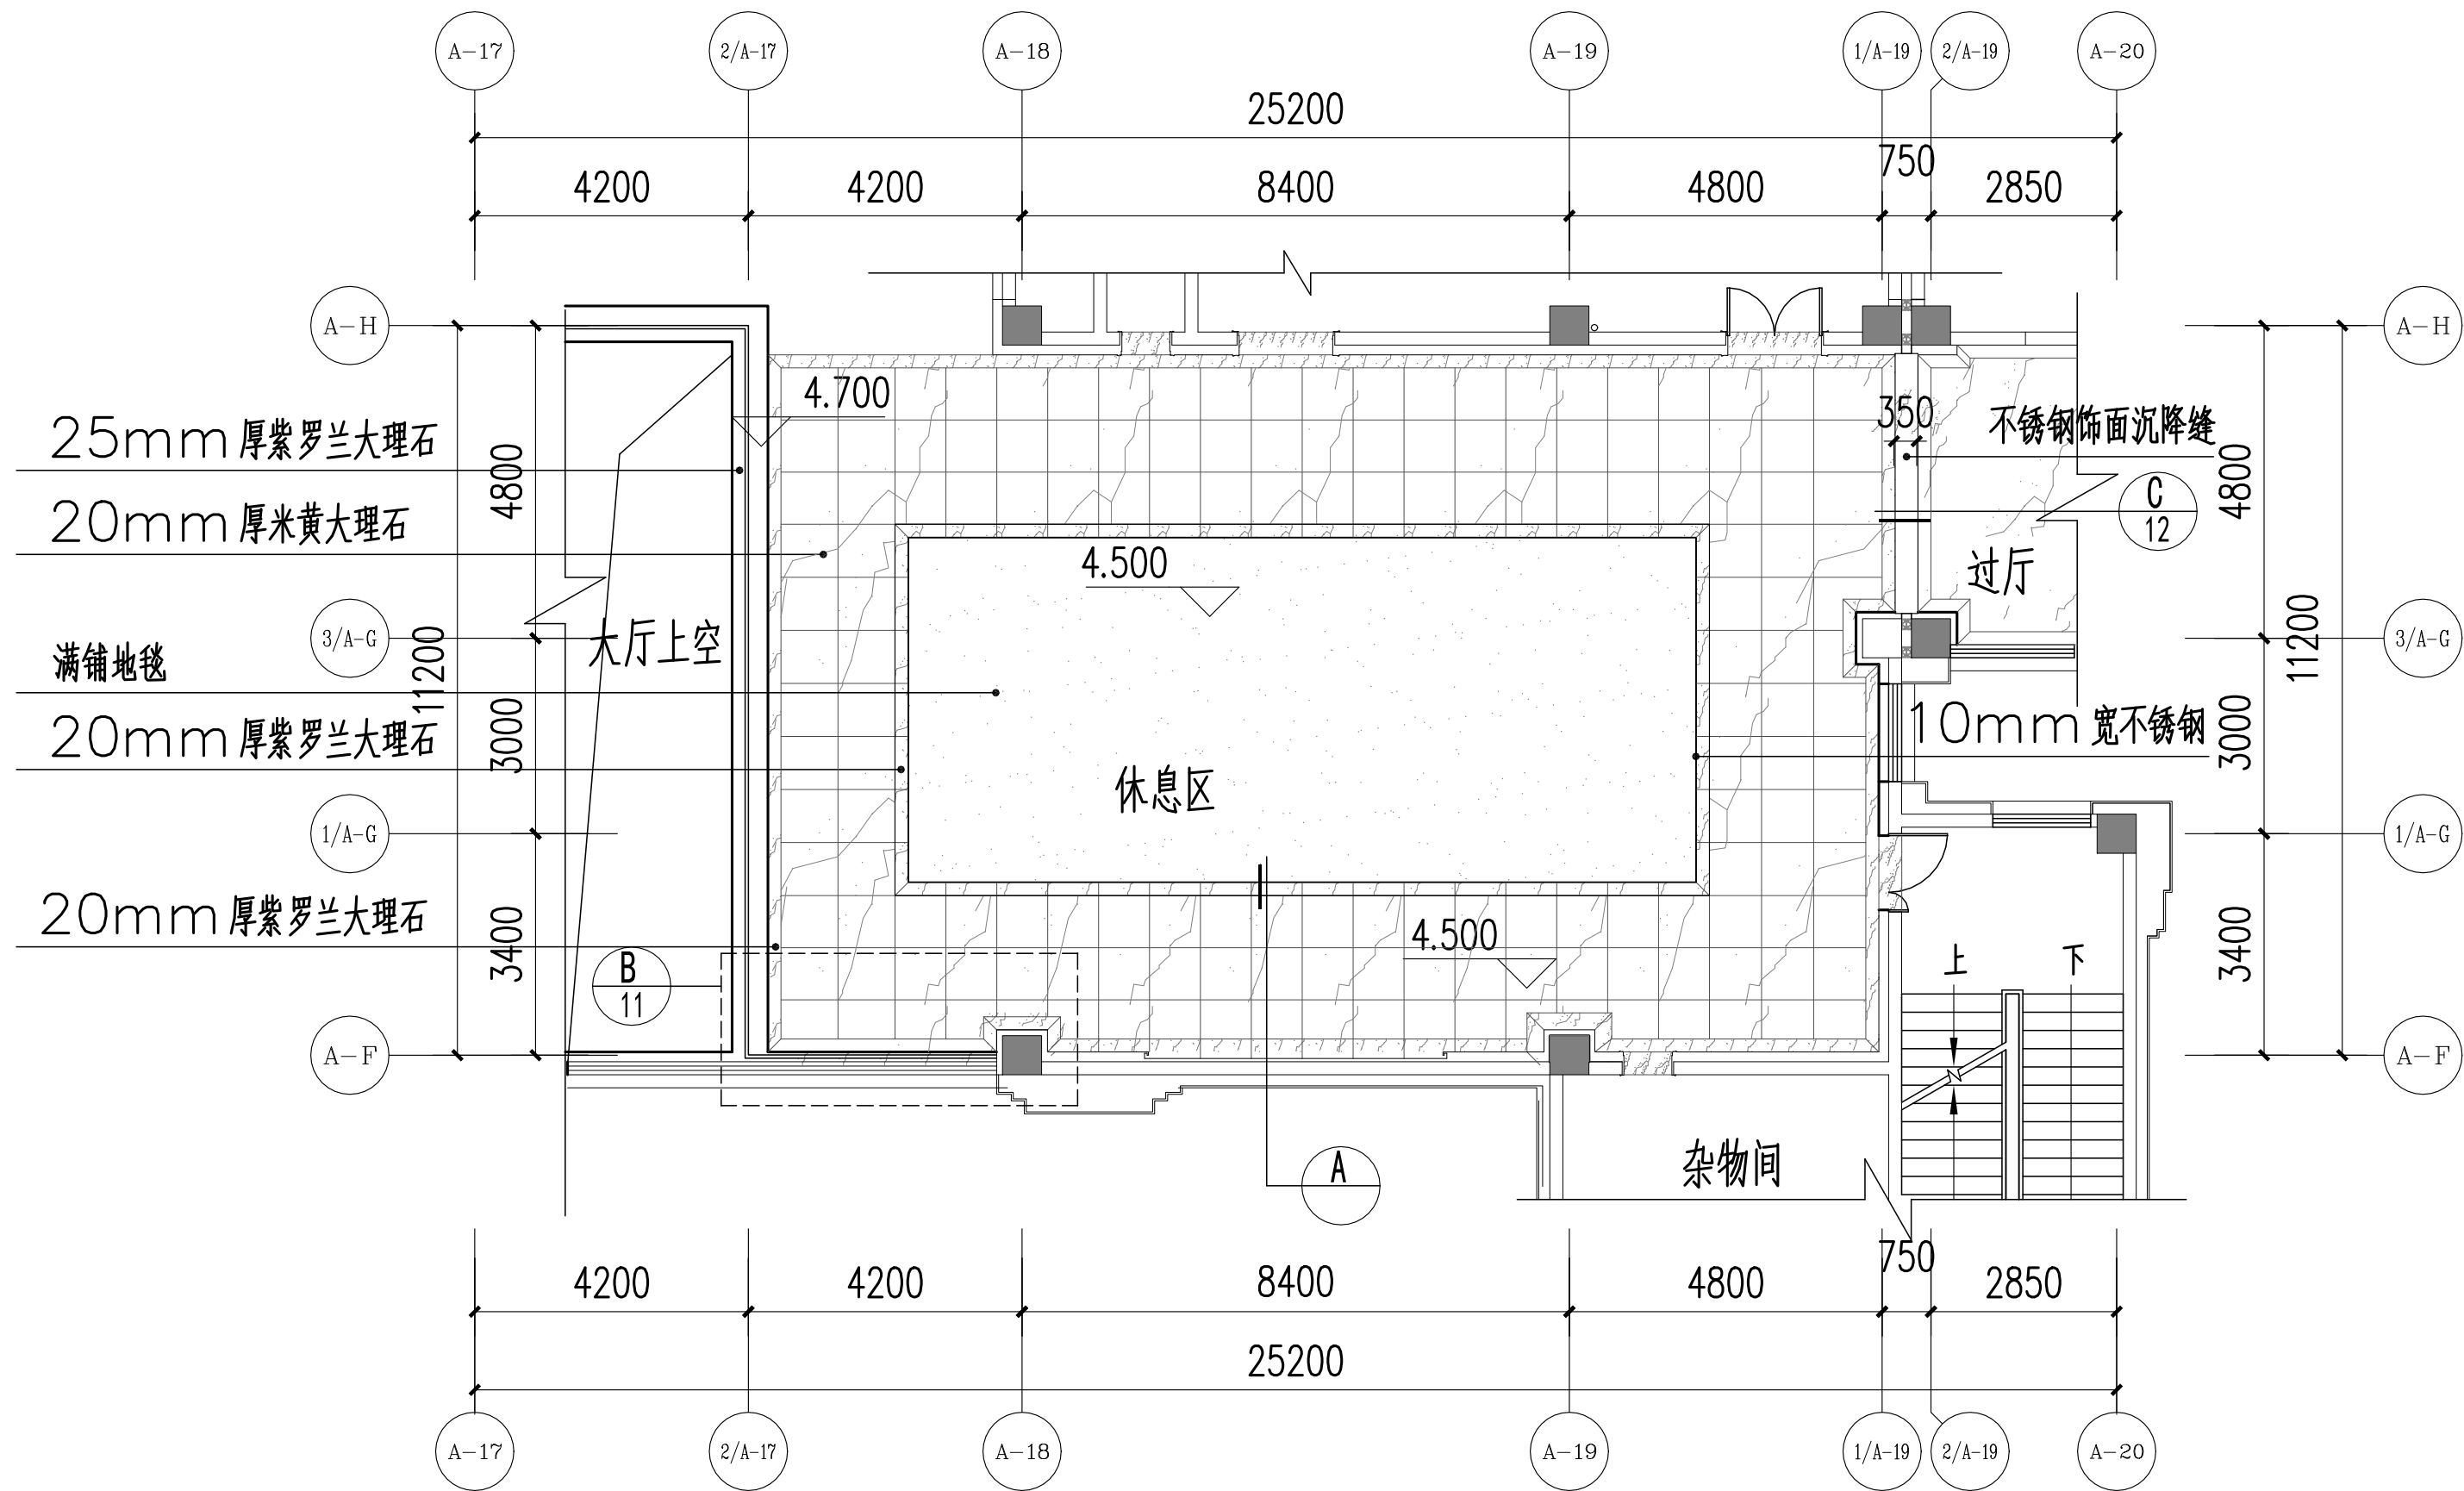 A-17
2/A-17
A-18
A-19
1/A-19
2/A-19
A-20
25200
4200
4200
8400
4800
750
2850
A-H
A-H
4.700
350
25mm厚紫罗兰大理石
不锈钢饰面沉降缝
4800
4800
C
12
20mm厚米黄大理石
4.500
过厅
3/A-G
大厅上空
3/A-G
11200
11200
满铺地毯
20mm厚紫罗兰大理石
10mm宽不锈钢
3000
3000
休息区
1/A-G
1/A-G
20mm厚紫罗兰大理石
4.500
3400
3400
上
下
B
11
A-F
A-F
A
杂物间
4200
4200
8400
4800
750
2850
25200
A-17
2/A-17
A-18
A-19
1/A-19
2/A-19
A-20